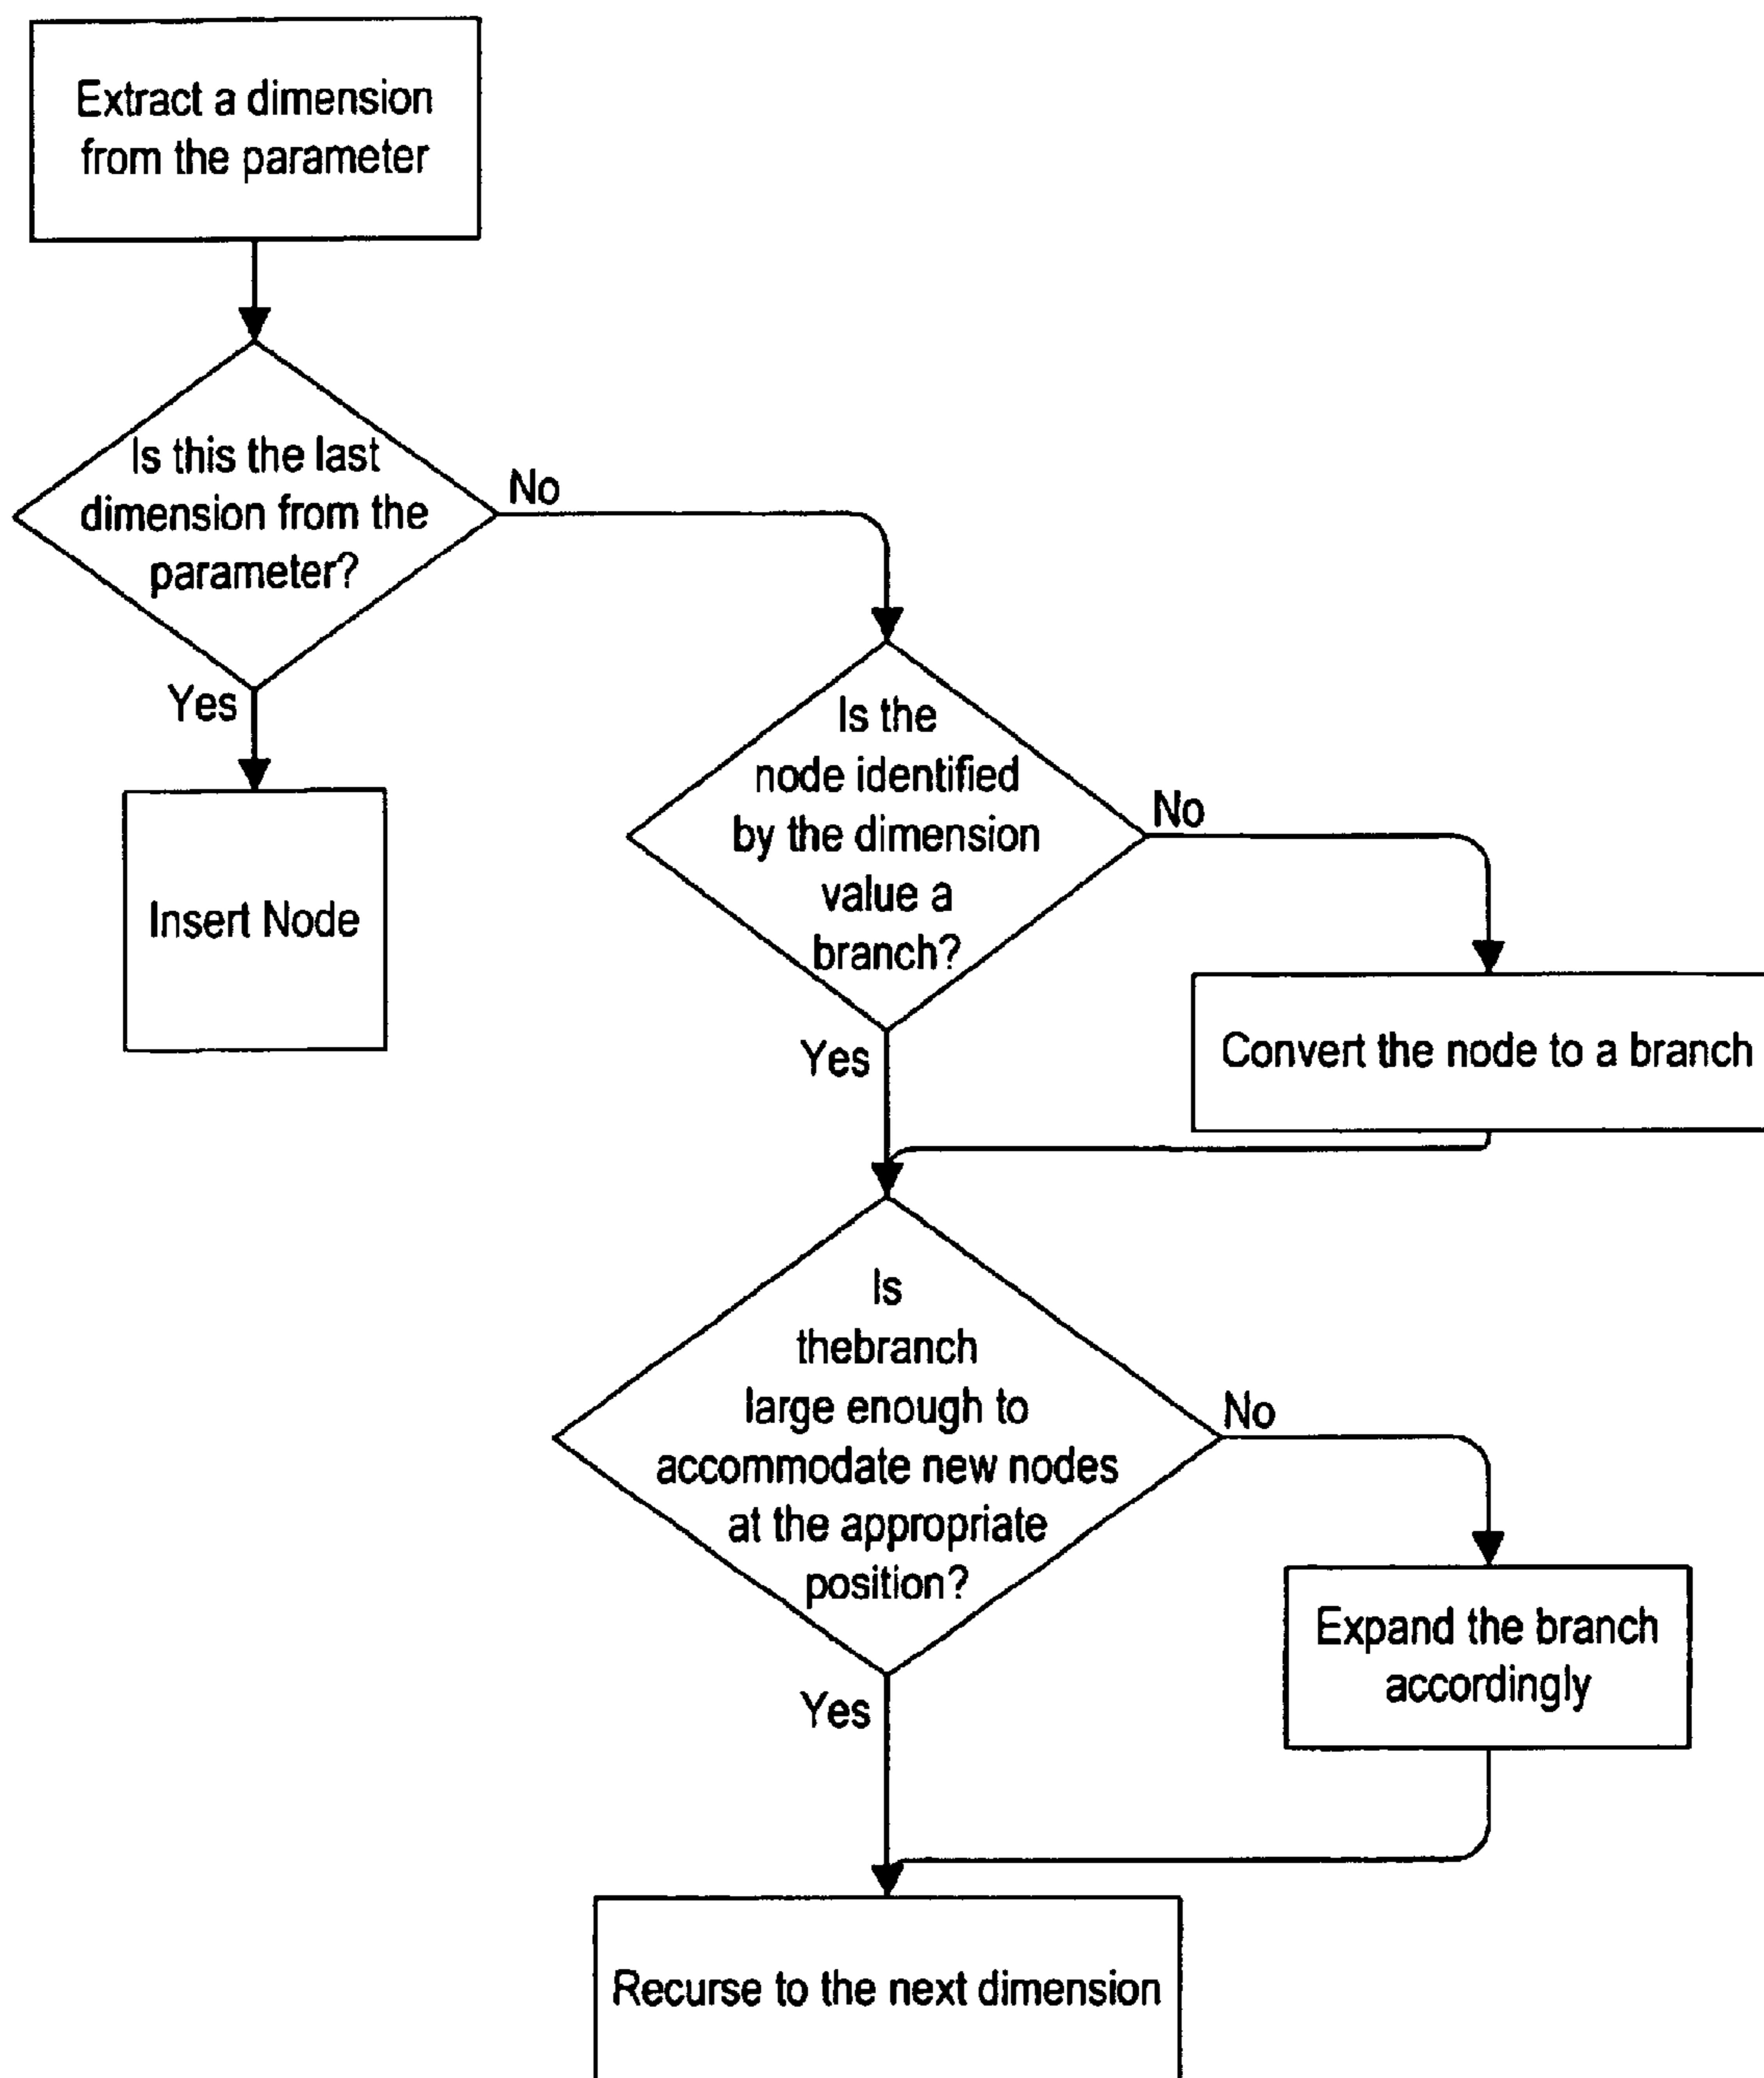 Extract a dimension
from the parameter
Is this the last
dimension from the
parameter?
No
Yes
Insert Node
Is the
node identified
by the dimension
value a
branch?
No
Yes
Convert the node to a branch
Is
thebranch
large enough to
accommodate new nodes
at the appropriate
position?
No
Yes
Expand the branch
accordingly
Recurse to the next dimension